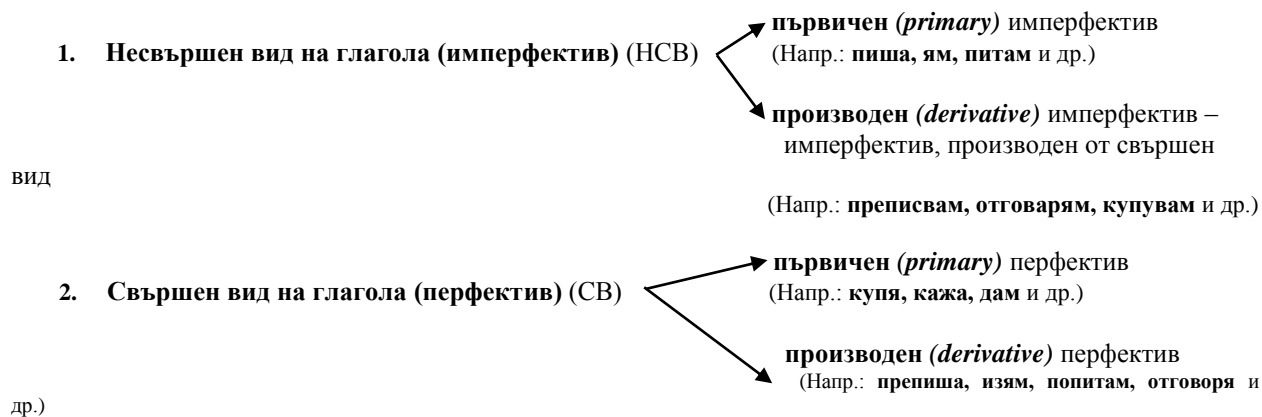 първичен (primary) имперфектив
1. Несвършен вид на глагола (имперфектив) (НСВ) (Напр.: пиша, ям, питам и др.)
производен (derivative) имперфектив –
имперфектив, производен от свършен
вид
(Напр.: преписвам, отговарям, купувам и др.)
първичен (primary) перфектив
2. Свършен вид на глагола (перфектив) (СВ) (Напр.: купя, кажа, дам и др.)
производен (derivative) перфектив
(Напр.: препиша, изям, попитам, отговоря и
др.)